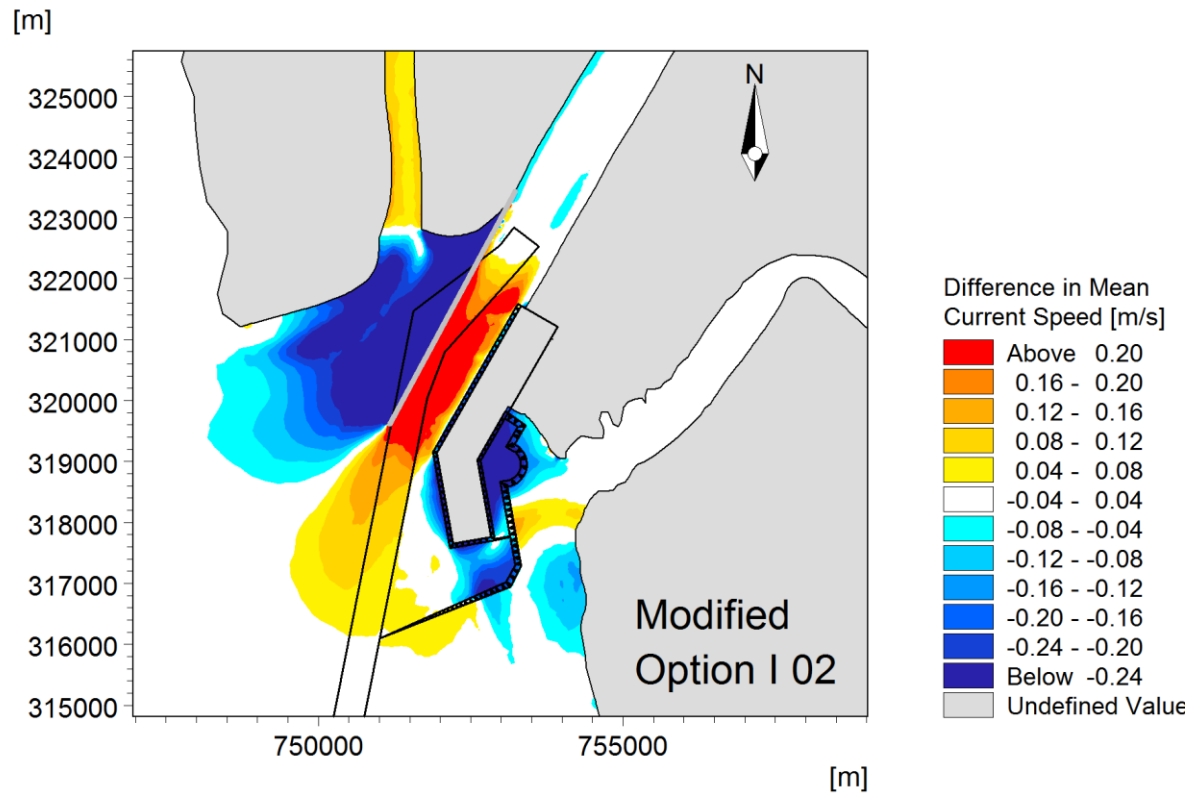 [m]
N
325000
324000
323000
322000
321000
320000
319000
318000
317000
316000
315000
750000
755000
[m]
Modified
Option I 02
Difference in Mean
Current Speed [m/s]
Above 0.20
0.16 - 0.20
0.12 - 0.16
0.08 - 0.12
0.04 - 0.08
-0.04 - 0.04
-0.08 - -0.04
-0.12 - -0.08
-0.16 - -0.12
-0.20 - -0.16
-0.24 - -0.20
Below -0.24
Undefined Value